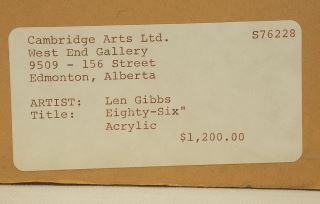 Cambridge Arts Ltd. S76228
West End Gallery
9509 - 156 Street
Edmonton, Alberta
ARTIST: Len Gibbs
Title: Eighty-Six"
Acrylic
$1,200.00